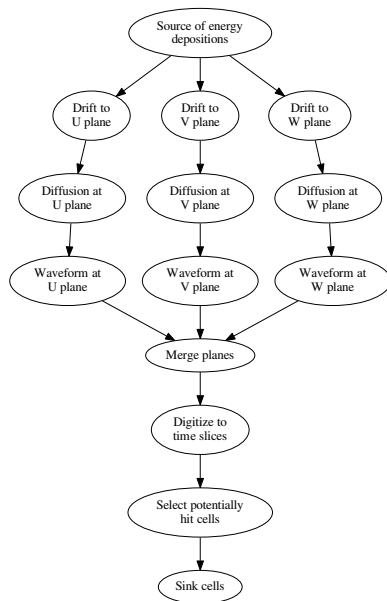 Source of energy
depositions
Drift to
U plane
Drift to
V plane
Drift to
W plane
Diffusion at
U plane
Diffusion at
V plane
Diffusion at
W plane
Waveform at
U plane
Waveform at
V plane
Waveform at
W plane
Merge planes
Digitize to
time slices
Select potentially
hit cells
Sink cells